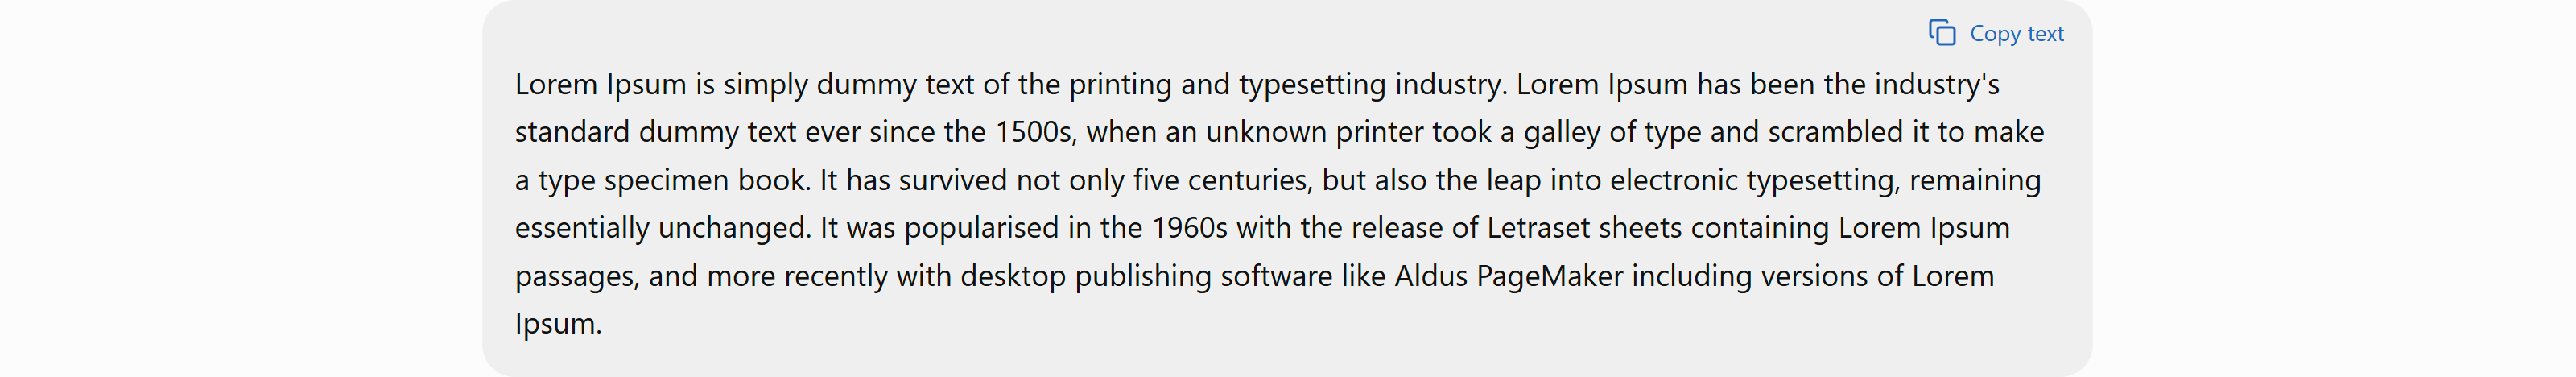 Copy text
Lorem Ipsum is simply dummy text of the printing and typesetting industry. Lorem Ipsum has been the industry's
standard dummy text ever since the 1500s, when an unknown printer took a galley of type and scrambled it to make
a type specimen book. It has survived not only five centuries, but also the leap into electronic typesetting, remaining
essentially unchanged. It was popularised in the 1960s with the release of Letraset sheets containing Lorem Ipsum
passages, and more recently with desktop publishing software like Aldus PageMaker including versions of Lorem
Ipsum.